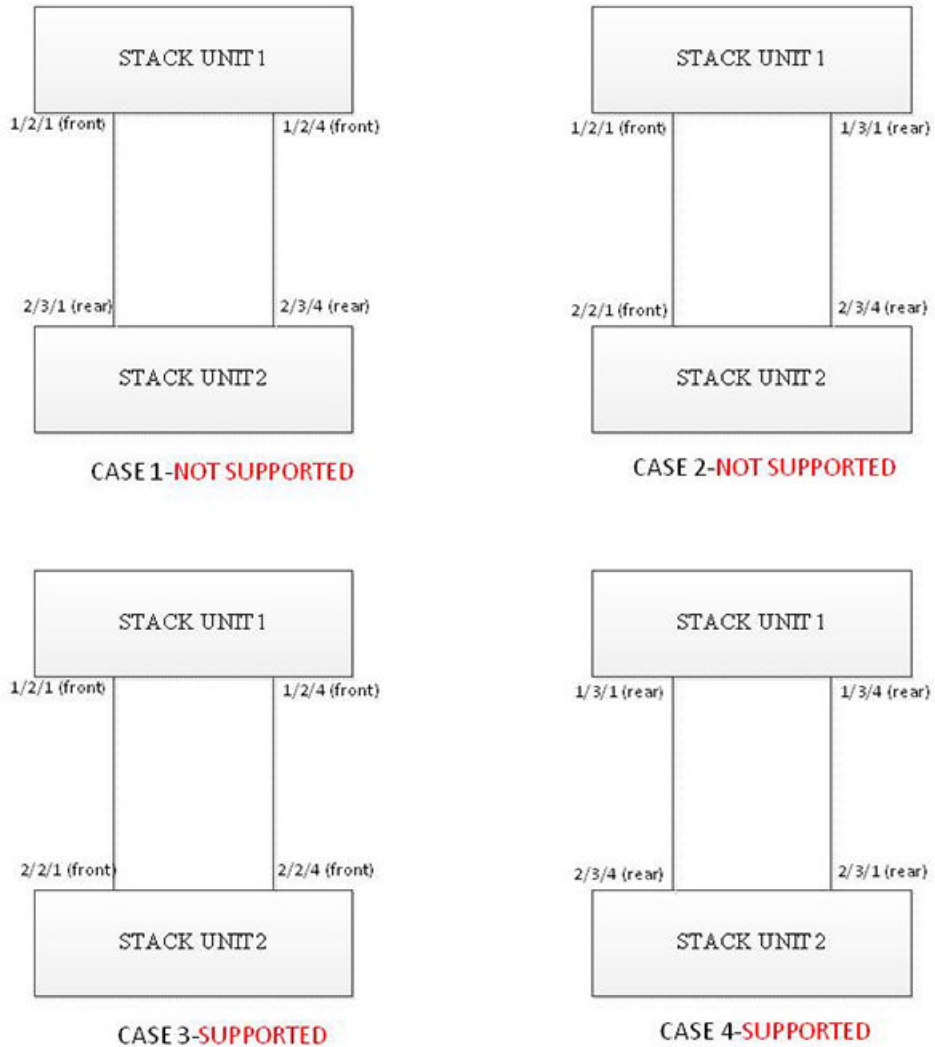 STACK UNIT 1
1/2/1 (front)
1/2/4 (front)
2/3/1 (rear)
2/3/4 (rear)
STACK UNIT 2
CASE 1-NOT SUPPORTED
STACK UNIT 1
1/2/1 (front)
1/3/1 (rear)
2/2/1 (front)
2/3/4 (rear)
STACK UNIT 2
CASE 2-NOT SUPPORTED
STACK UNIT 1
1/2/1 (front)
1/2/4 (front)
2/2/1 (front)
2/2/4 (front)
STACK UNIT 2
CASE 3-SUPPORTED
STACK UNIT 1
1/3/1 (rear)
1/3/4 (rear)
2/3/4 (rear)
2/3/1 (rear)
STACK UNIT 2
CASE 4-SUPPORTED